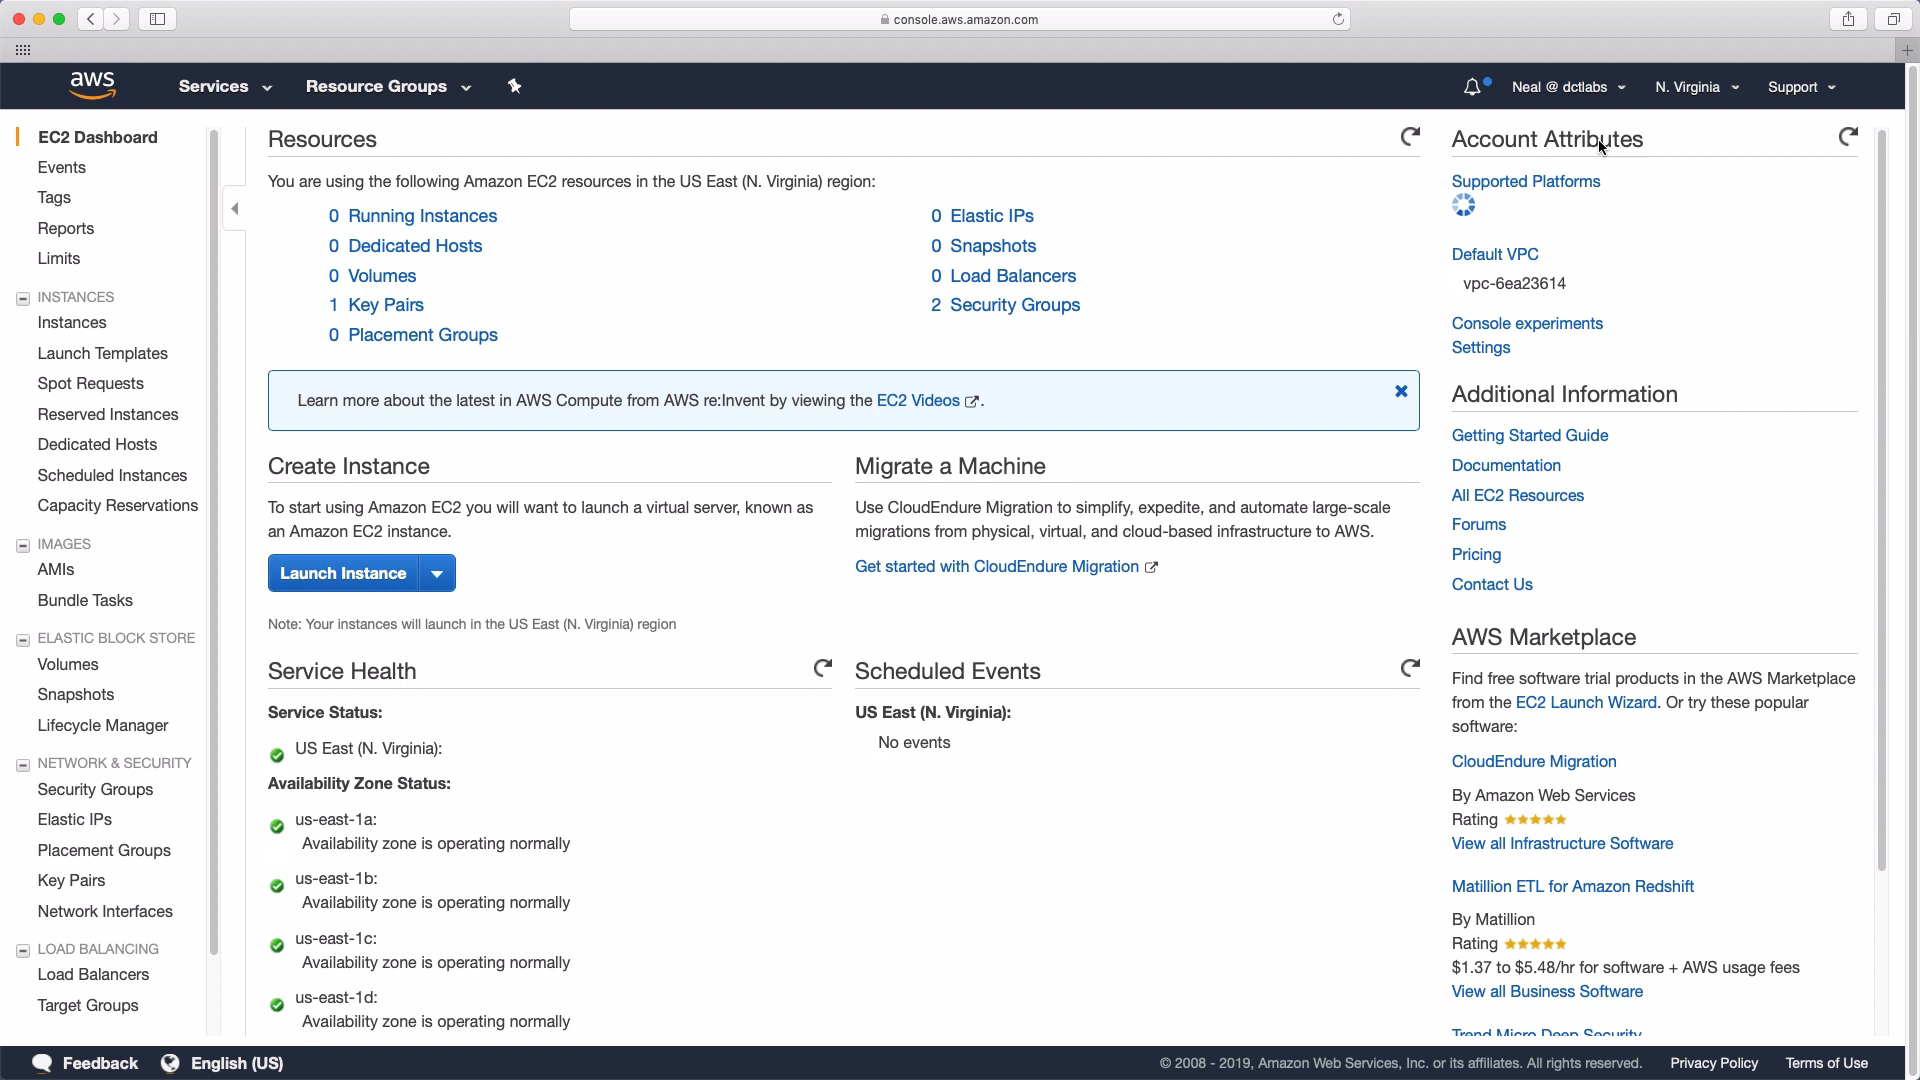 console.aws.amazon.com
aws
Services
Resource Groups
Neal @ dctlabs
N. Virginia
Support
EC2 Dashboard
Events
Tags
Reports
Limits
INSTANCES
Instances
Launch Templates
Spot Requests
Reserved Instances
Dedicated Hosts
Scheduled Instances
Capacity Reservations
IMAGES
AMIs
Bundle Tasks
ELASTIC BLOCK STORE
Volumes
Snapshots
Lifecycle Manager
NETWORK & SECURITY
Security Groups
Elastic IPs
Placement Groups
Key Pairs
Network Interfaces
LOAD BALANCING
Load Balancers
Target Groups
Resources
You are using the following Amazon EC2 resources in the US East (N. Virginia) region:
0 Running Instances
0 Dedicated Hosts
0 Volumes
1 Key Pairs
0 Placement Groups
0 Elastic IPs
0 Snapshots
0 Load Balancers
2 Security Groups
Learn more about the latest in AWS Compute from AWS re:Invent by viewing the EC2 Videos .
Create Instance
To start using Amazon EC2 you will want to launch a virtual server, known as
an Amazon EC2 instance.
Launch Instance
Note: Your instances will launch in the US East (N. Virginia) region
Migrate a Machine
Use CloudEndure Migration to simplify, expedite, and automate large-scale
migrations from physical, virtual, and cloud-based infrastructure to AWS.
Get started with CloudEndure Migration
Service Health
Service Status:
US East (N. Virginia):
Availability Zone Status:
us-east-1a:
Availability zone is operating normally
us-east-1b:
Availability zone is operating normally
us-east-1c:
Availability zone is operating normally
us-east-1d:
Availability zone is operating normally
Scheduled Events
US East (N. Virginia):
No events
Account Attributes
Supported Platforms
Default VPC
vpc-6ea23614
Console experiments
Settings
Additional Information
Getting Started Guide
Documentation
All EC2 Resources
Forums
Pricing
Contact Us
AWS Marketplace
Find free software trial products in the AWS Marketplace
from the EC2 Launch Wizard. Or try these popular
software:
CloudEndure Migration
By Amazon Web Services
Rating
View all Infrastructure Software
Matillion ETL for Amazon Redshift
By Matillion
Rating
$1.37 to $5.48/hr for software + AWS usage fees
View all Business Software
Trend Micro Deep Security
Feedback
English (US)
© 2008 - 2019, Amazon Web Services, Inc. or its affiliates. All rights reserved.
Privacy Policy
Terms of Use